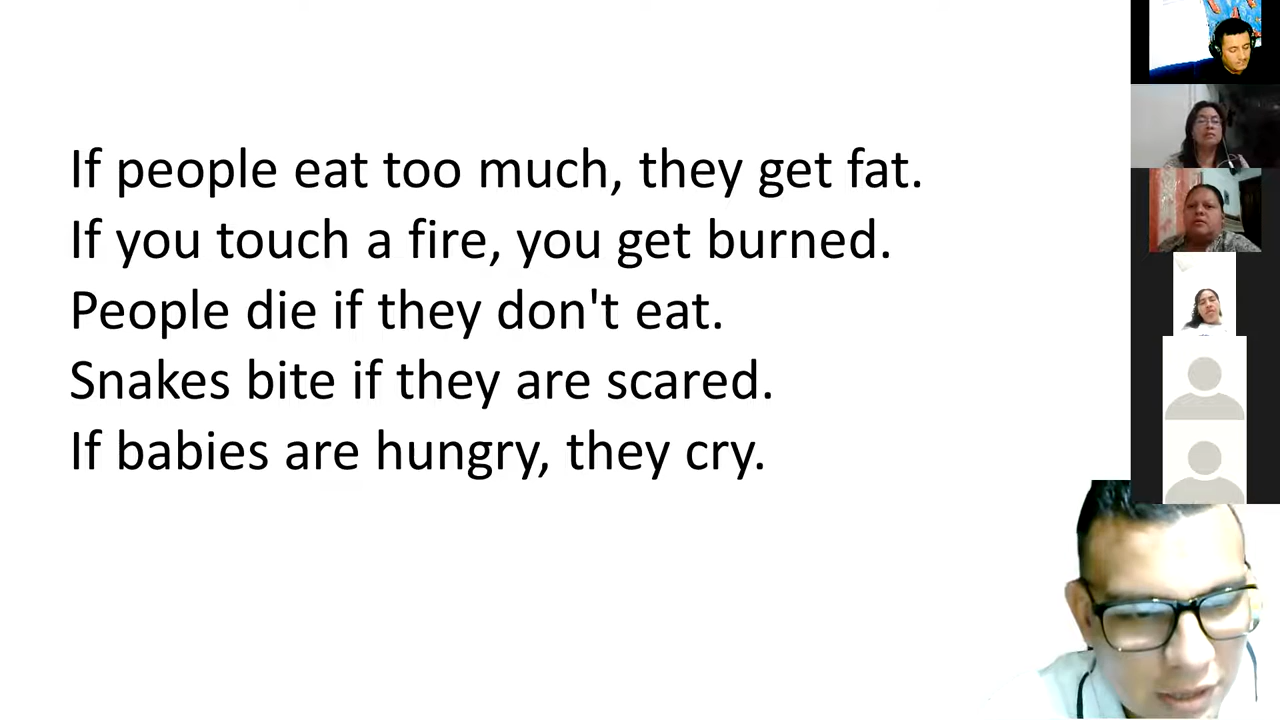 If people eat too much, they get fat.
If you touch a fire, you get burned.
People die if they don't eat.
Snakes bite if they are scared.
If babies are hungry, they cry.